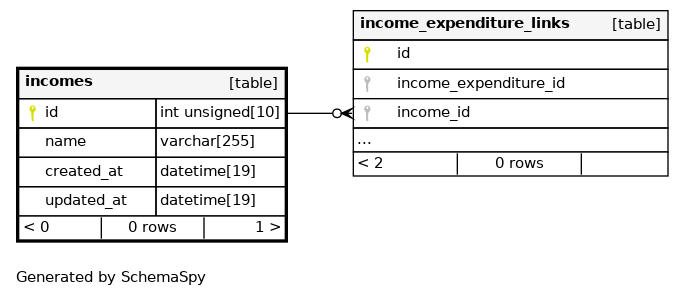 income_expenditure_links [table]
id
income_expenditure_id
income_id
...
< 2 0 rows
incomes [table]
id int unsigned[10]
name varchar[255]
created_at datetime[19]
updated_at datetime[19]
< 0 0 rows 1 >
Generated by SchemaSpy